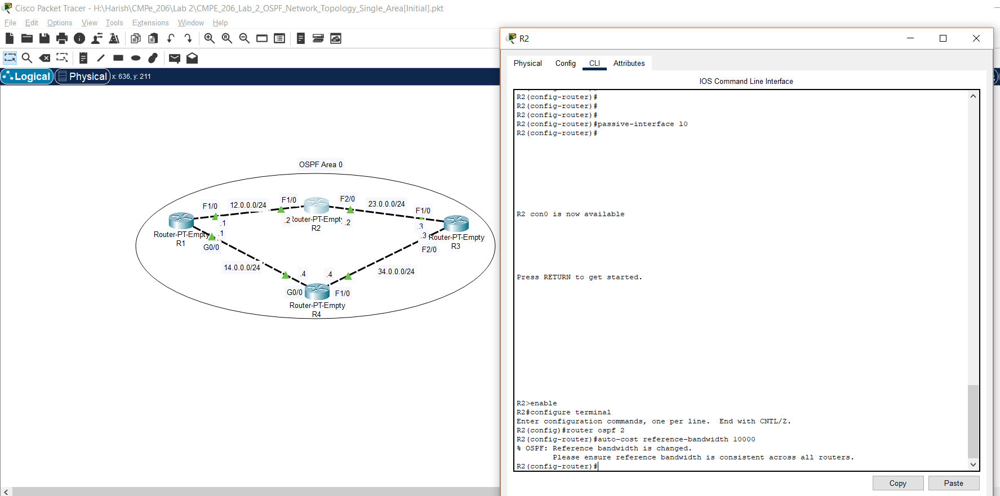 Cisco Packet Tracer - H:\Harish\CMPe_206\Lab 2\CMPE_206_Lab_2_OSPF_Network_Topology_Single_Area[Initial].pkt
File Edit Options View Tools Extensions Window Help
Logical Physical x: 636, y: 211
OSPF Area 0
F1/0 12.0.0.0/24 F1/0 F2/0 23.0.0.0/24 F1/0
.1 .2 .2 .3
Router-PT-Empty
R2
Router-PT-Empty
R1
.1
G0/0
.3
Router-PT-Empty
R3
F2/0
14.0.0.0/24 .4 .4 34.0.0.0/24
G0/0 F1/0
Router-PT-Empty
R4
R2
Physical Config CLI Attributes
IOS Command Line Interface
R2(config-router)#
R2(config-router)#
R2(config-router)#
R2(config-router)#passive-interface l0
R2(config-router)#
R2 con0 is now available
Press RETURN to get started.
R2>enable
R2#configure terminal
Enter configuration commands, one per line.  End with CNTL/Z.
R2(config)#router ospf 2
R2(config-router)#auto-cost reference-bandwidth 10000
% OSPF: Reference bandwidth is changed.
Please ensure reference bandwidth is consistent across all routers.
R2(config-router)#
Copy Paste